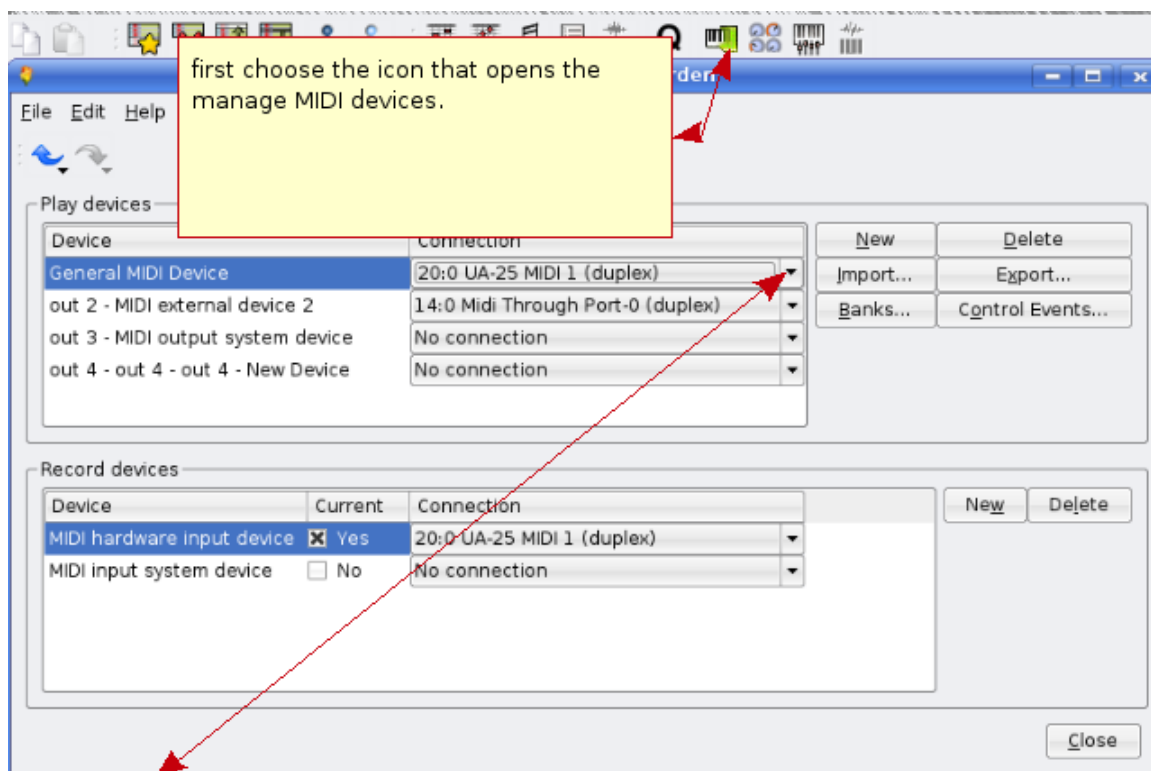 first choose the icon that opens the
manage MIDI devices.
rden
File Edit Help
Play devices
Device Connection
General MIDI Device 20:0 UA-25 MIDI 1 (duplex)
out 2 - MIDI external device 2 14:0 Midi Through Port-0 (duplex)
out 3 - MIDI output system device No connection
out 4 - out 4 - out 4 - New Device No connection
New Delete
Import... Export...
Banks... Control Events...
Record devices
Device Current Connection
MIDI hardware input device Yes 20:0 UA-25 MIDI 1 (duplex)
MIDI input system device No No connection
New Delete
Close